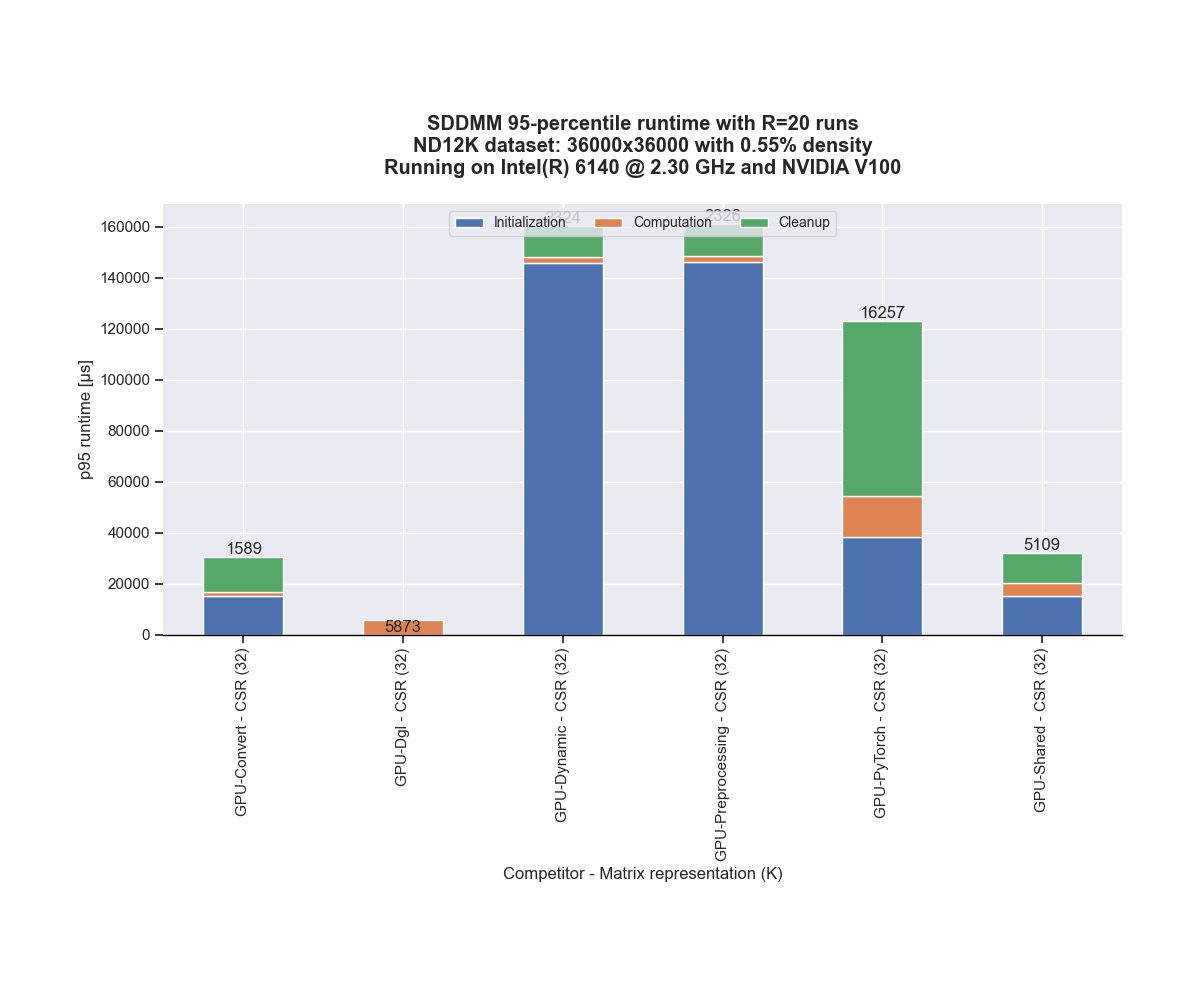 SDDMM 95-percentile runtime with R=20 runs
ND12K dataset: 36000x36000 with 0.55% density
Running on Intel(R) 6140 @ 2.30 GHz and NVIDIA V100
2324
2326
Initialization
Computation
Cleanup
160000
140000
120000
100000
80000
60000
40000
20000
0
p95 runtime [µs]
1589
5873
16257
5109
GPU-Convert - CSR (32)
GPU-Dgl - CSR (32)
GPU-Dynamic - CSR (32)
GPU-Preprocessing - CSR (32)
GPU-PyTorch - CSR (32)
GPU-Shared - CSR (32)
Competitor - Matrix representation (K)